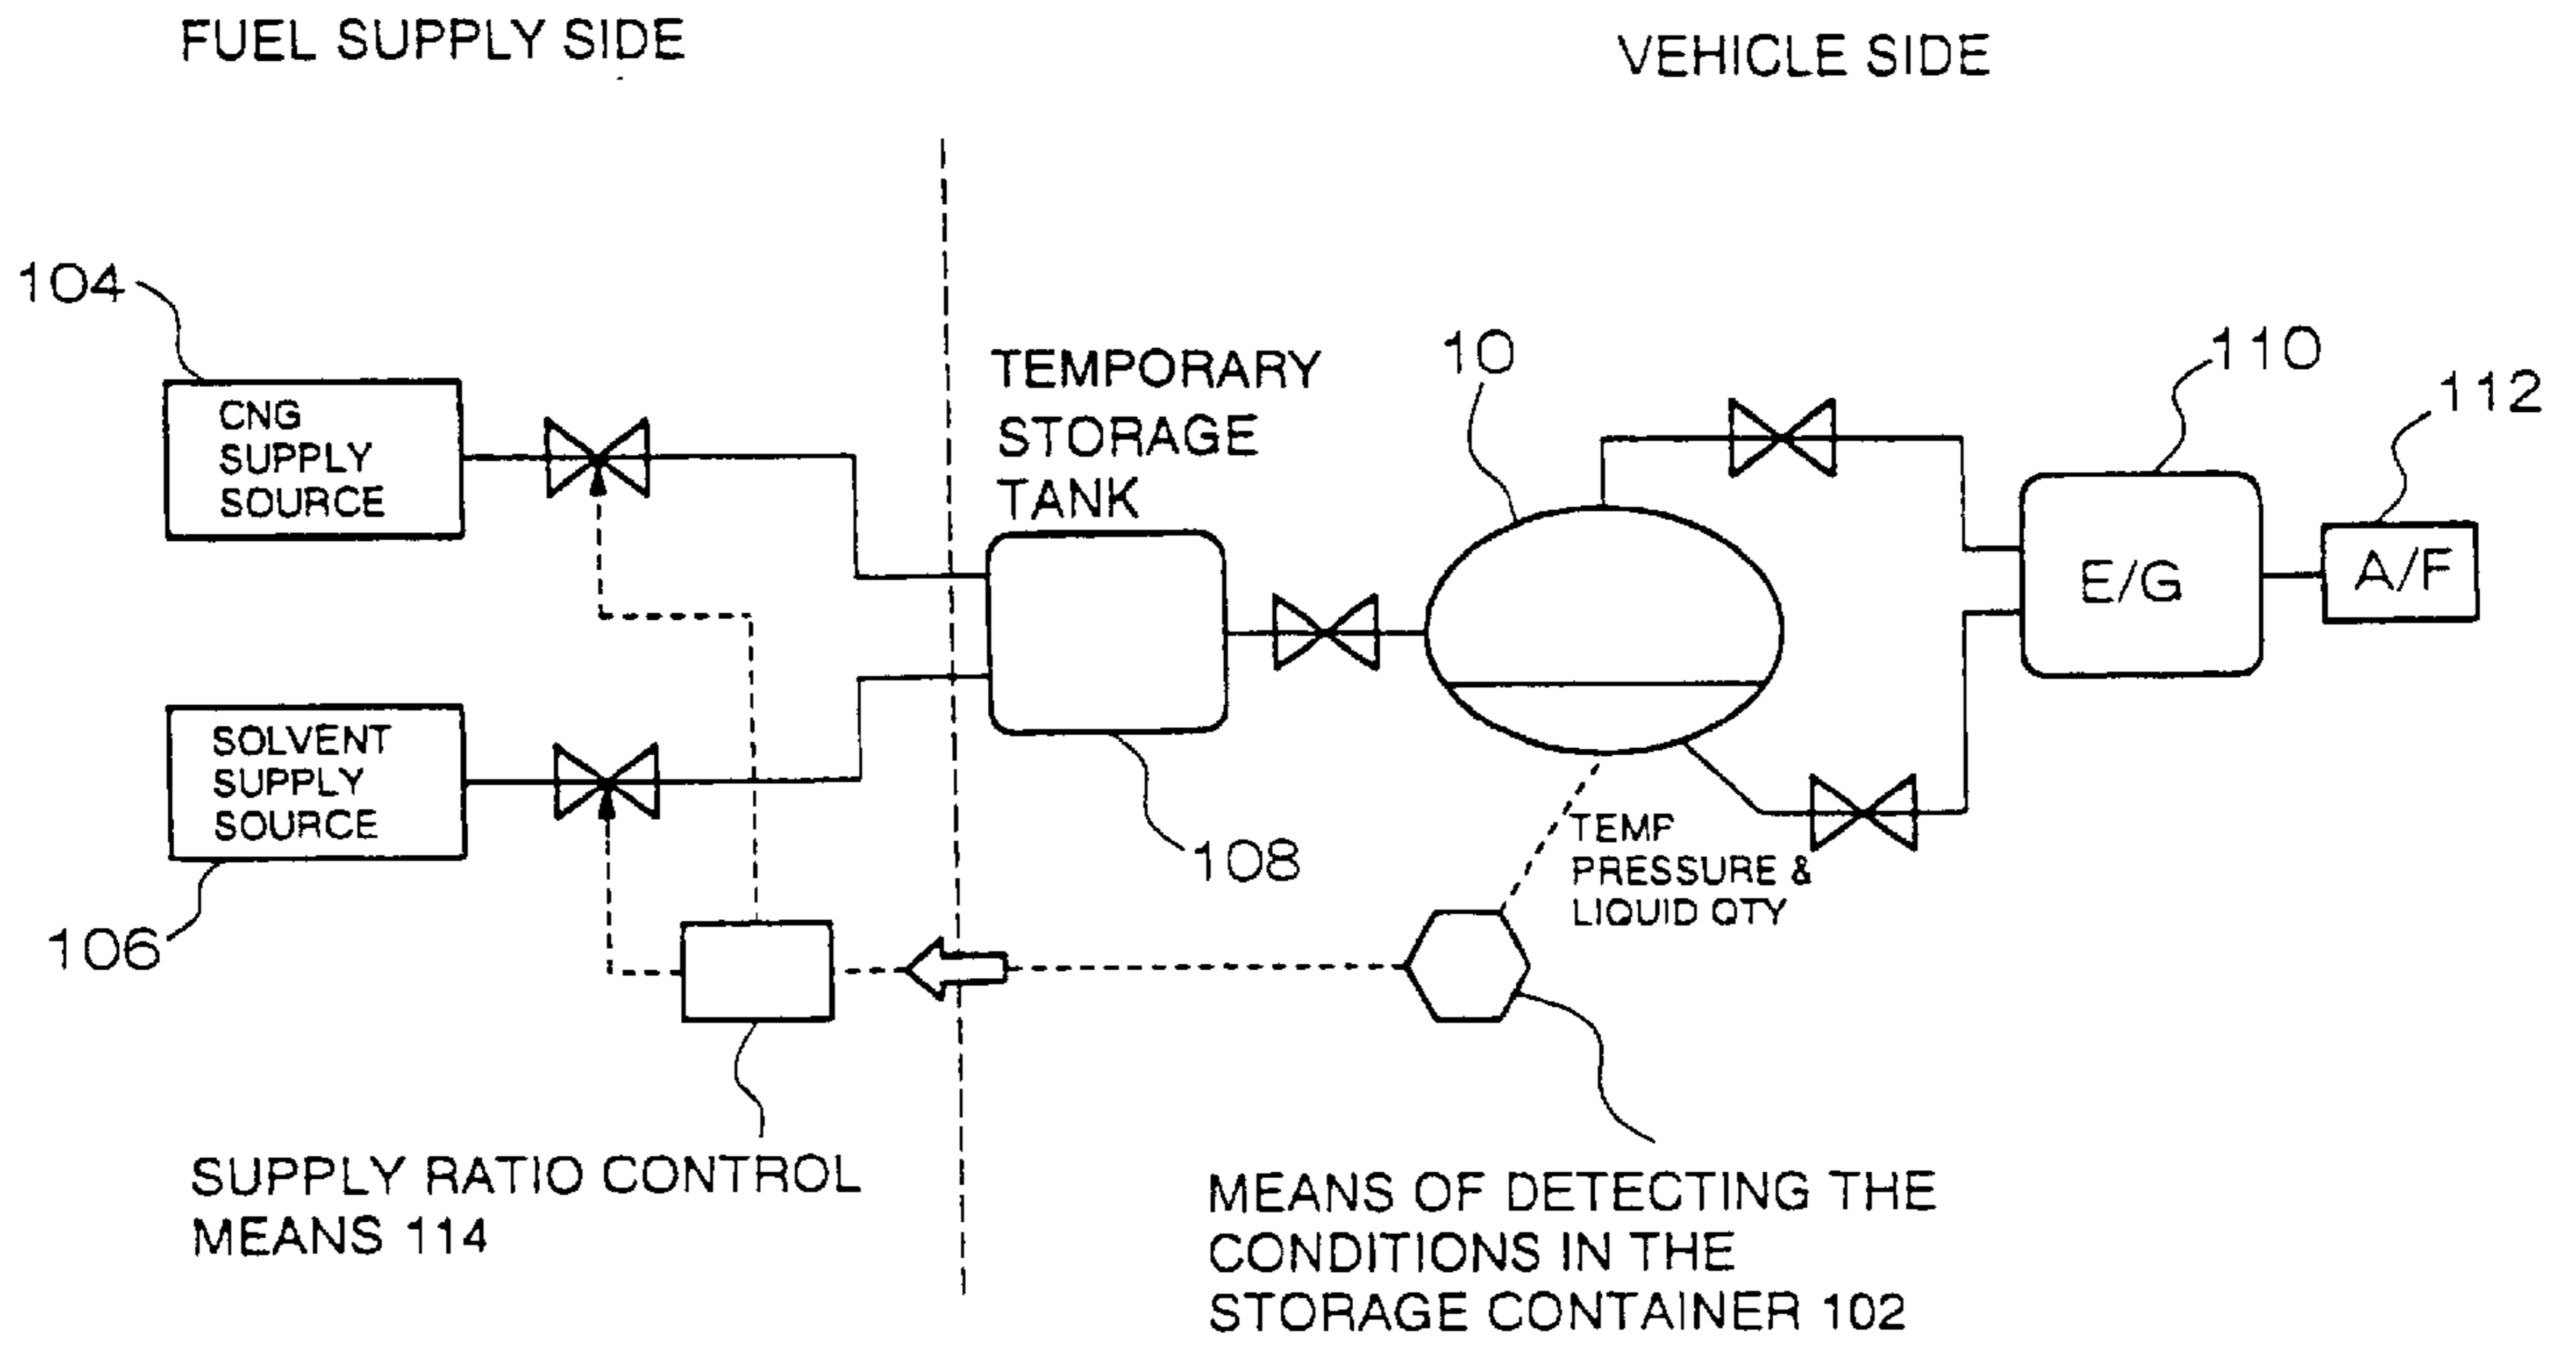 FUEL SUPPLY SIDE
VEHICLE SIDE
104
CNG
SUPPLY
SOURCE
TEMPORARY
STORAGE
TANK
10
110
112
E/G
A/F
SOLVENT
SUPPLY
SOURCE
106
108
TEMP
PRESSURE &
LIQUID QTY
SUPPLY RATIO CONTROL
MEANS 114
MEANS OF DETECTING THE
CONDITIONS IN THE
STORAGE CONTAINER 102